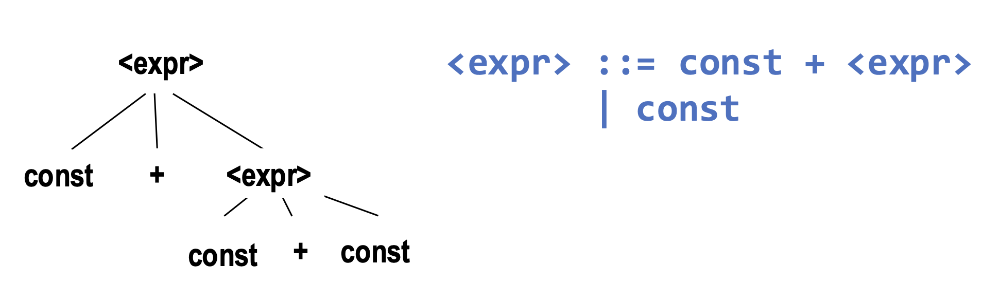 <expr>
const + <expr>
const + const
<expr> ::= const + <expr>
| const